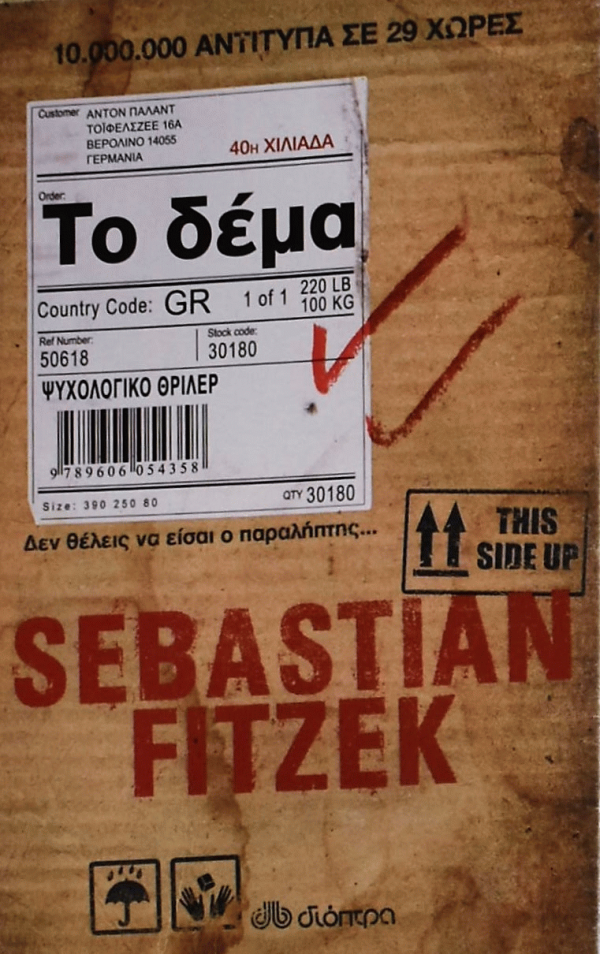 10.000.000 ΑΝΤΙΤΥΠΑ ΣΕ 29 ΧΩΡΕΣ
Customer ΑΝΤΟΝ ΠΑΛΑΝΤ
ΤΟΪΦΕΛΣΖΕΕ 16Α
ΒΕΡΟΛΙΝΟ 14055
ΓΕΡΜΑΝΙΑ
40η ΧΙΛΙΑΔΑ
Order:
Το δέμα
Country Code: GR 1 of 1 220 LB
100 KG
Ref Number: Stock code:
50618 30180
ΨΥΧΟΛΟΓΙΚΟ ΘΡΙΛΕΡ
9 789606 054358
Size: 390 250 80 QTY 30180
Δεν θέλεις να είσαι ο παραλήπτης...
THIS
SIDE UP
SEBASTIAN
FITZEK
διόπτρα